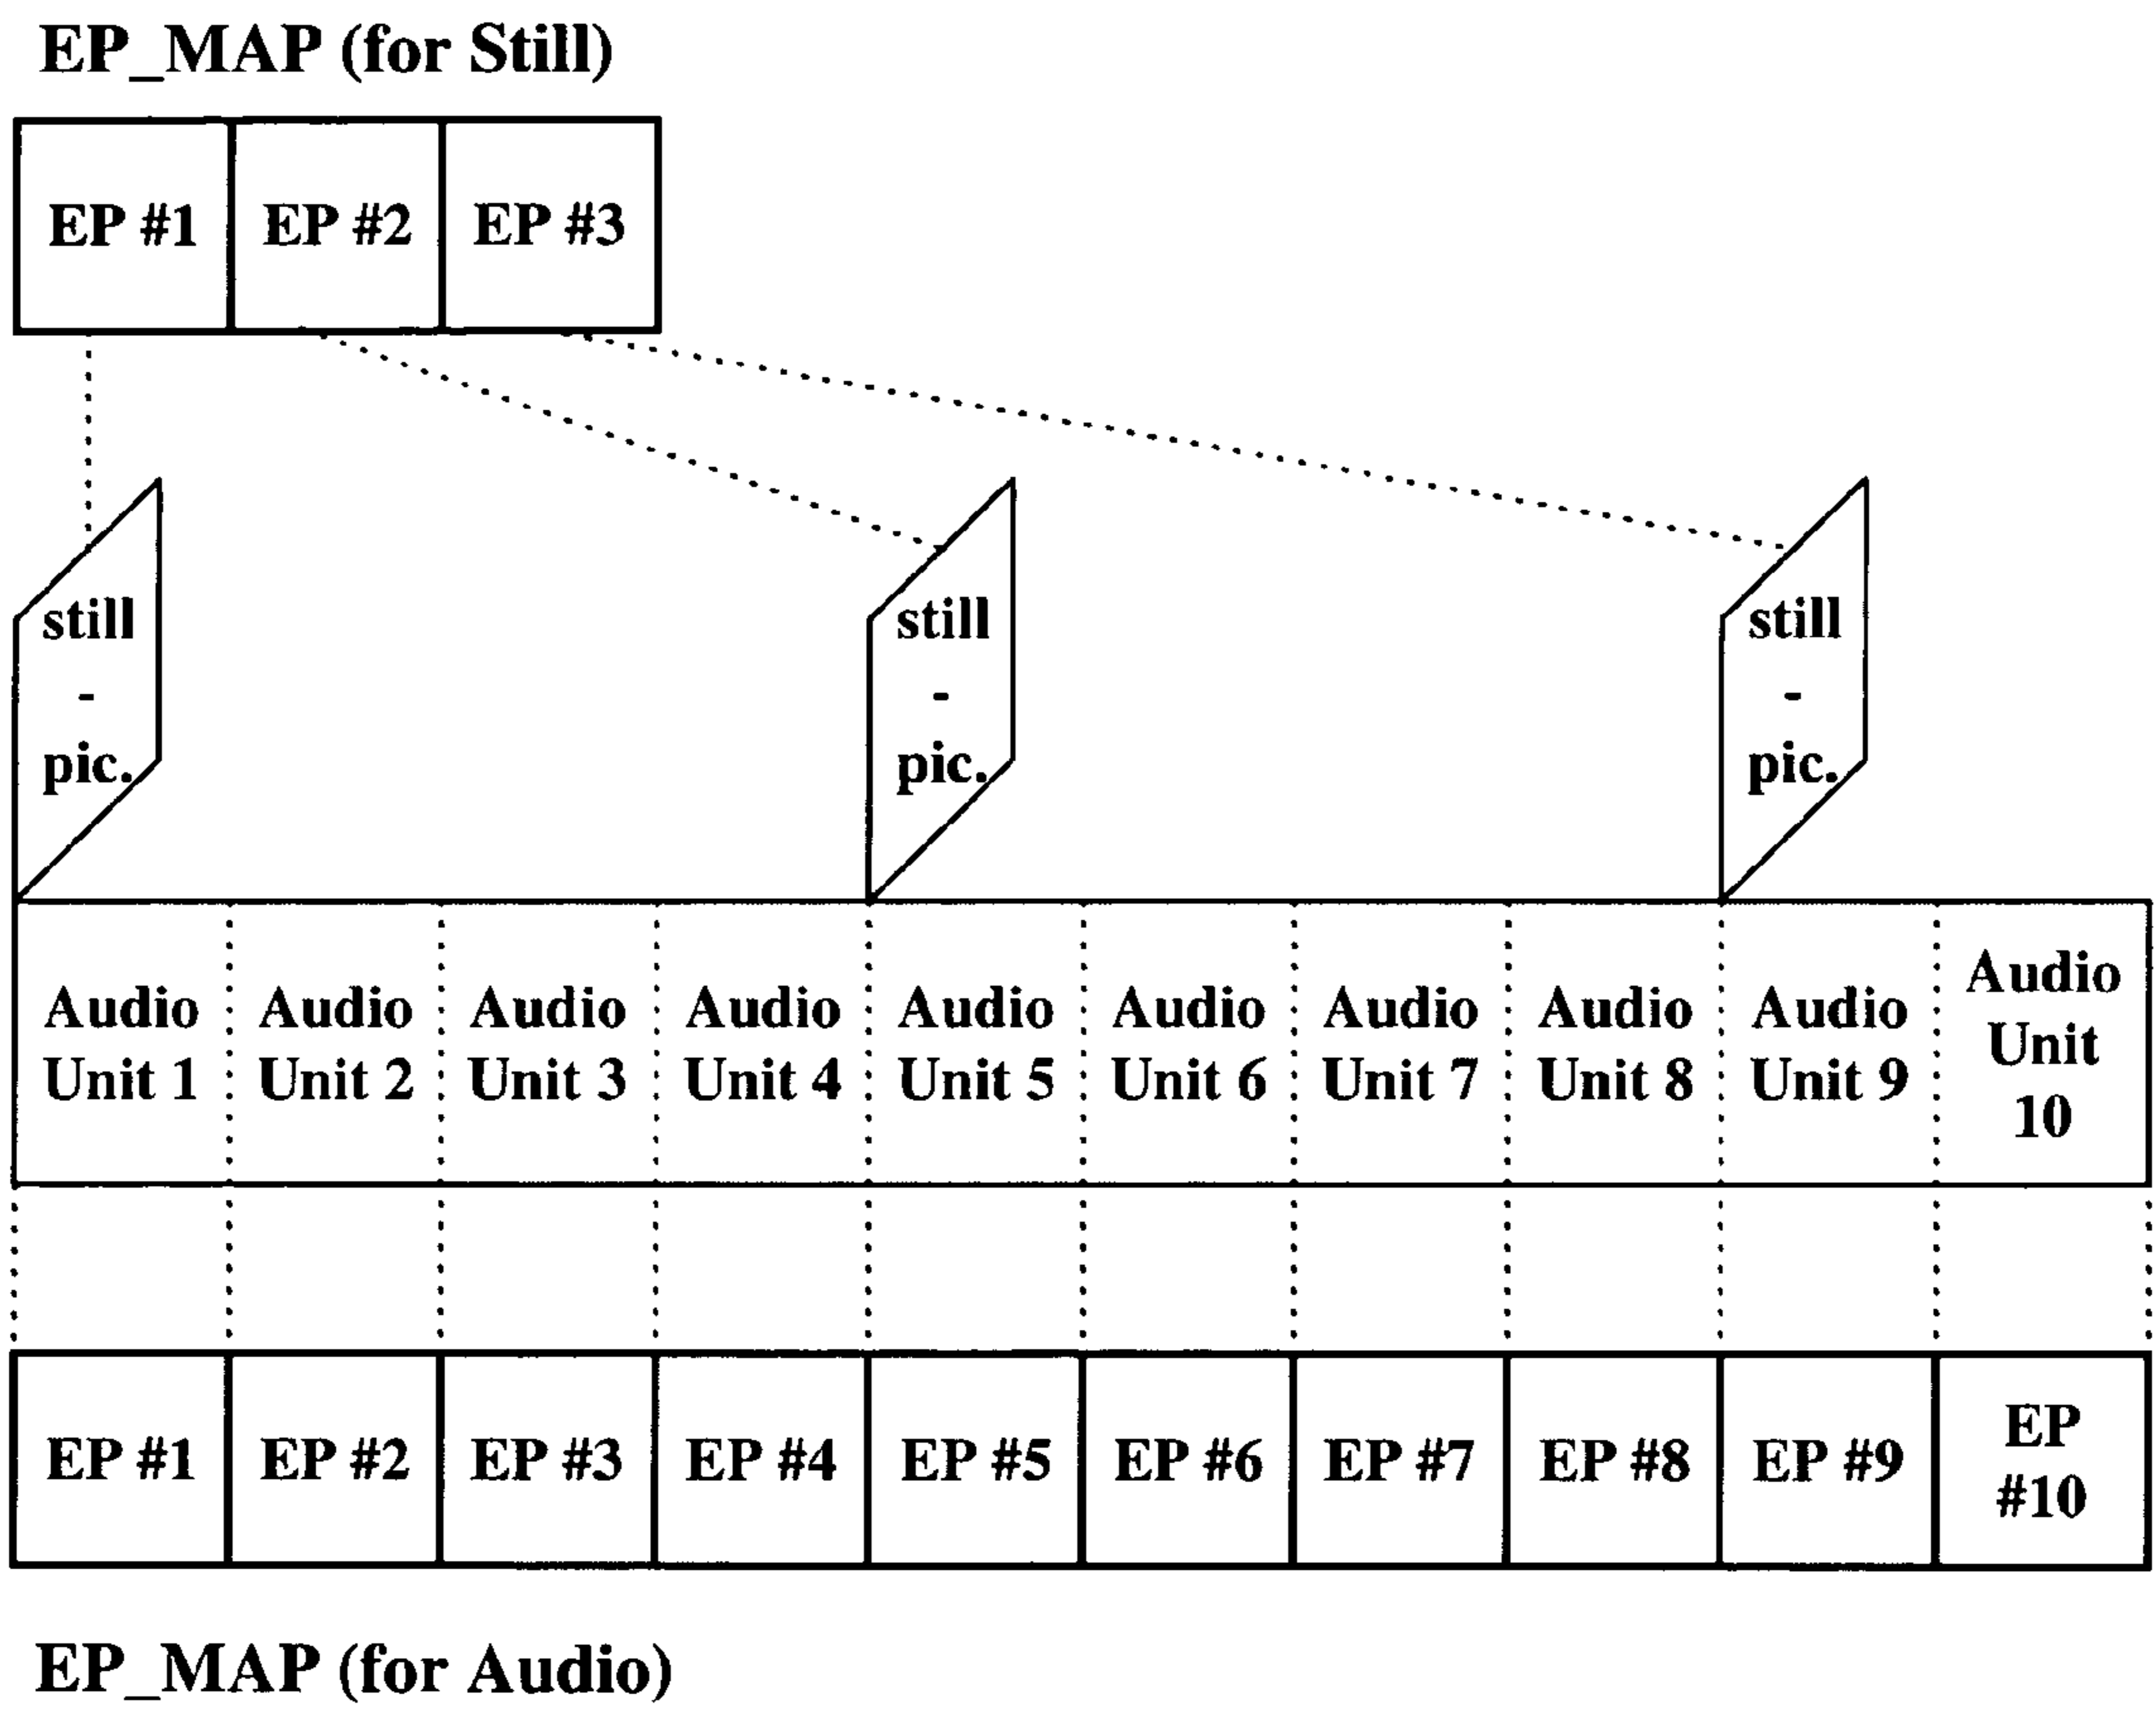 EP_MAP (for Still)
EP #1 EP #2 EP #3
still still still
- - -
pic. pic. pic.
Audio Audio Audio Audio Audio Audio Audio Audio Audio Audio
Unit 1 Unit 2 Unit 3 Unit 4 Unit 5 Unit 6 Unit 7 Unit 8 Unit 9 Unit
10
EP #1 EP #2 EP #3 EP #4 EP #5 EP #6 EP #7 EP #8 EP #9 EP
#10
EP_MAP (for Audio)